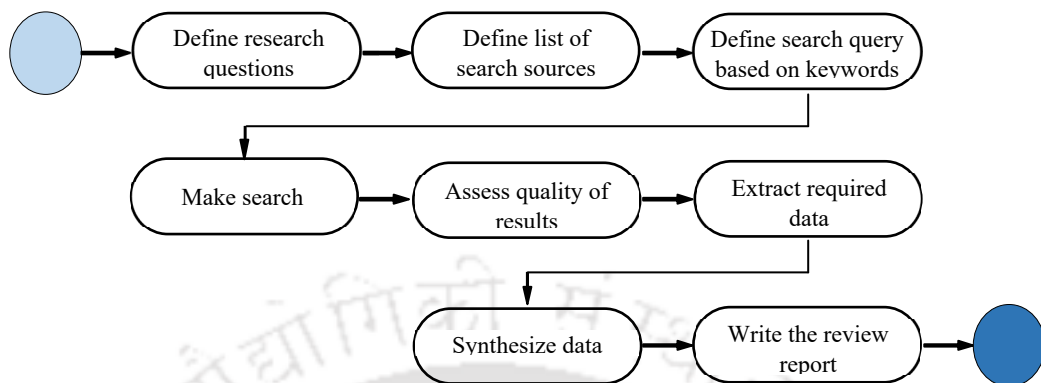 Define research
questions
Define list of
search sources
Define search query
based on keywords
Make search
Assess quality of
results
Extract required
data
Synthesize data
Write the review
report